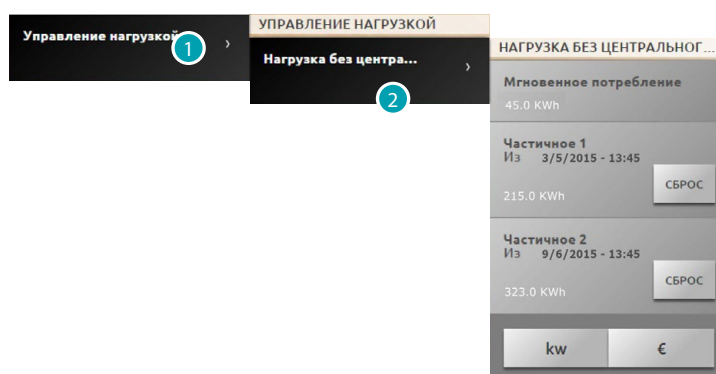 Управление нагрузкой
1
УПРАВЛЕНИЕ НАГРУЗКОЙ
Нагрузка без центра...
2
НАГРУЗКА БЕЗ ЦЕНТРАЛЬНОГ...
Мгновенное потребление
45.0 KWh
Частичное 1
Из 3/5/2015 - 13:45
215.0 KWh
СБРОС
Частичное 2
Из 9/6/2015 - 13:45
323.0 KWh
СБРОС
kw €